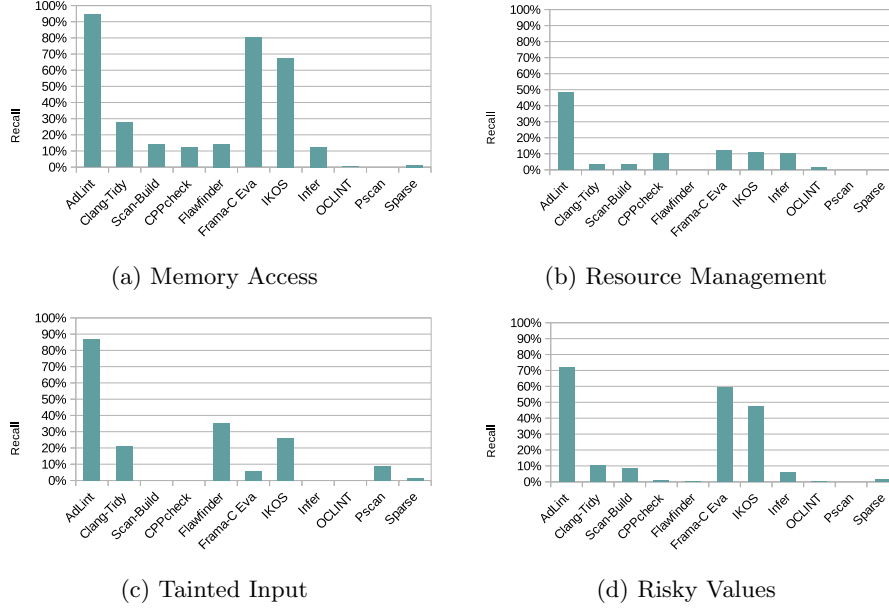 100%
90%
80%
70%
60%
50%
40%
30%
20%
10%
0%
Recall
AdLint
Clang-Tidy
Scan-Build
CPPcheck
Flawfinder
Frama-C Eva
IKOS
Infer
OCLINT
Pscan
Sparse
(a) Memory Access
100%
90%
80%
70%
60%
50%
40%
30%
20%
10%
0%
Recall
AdLint
Clang-Tidy
Scan-Build
CPPcheck
Flawfinder
Frama-C Eva
IKOS
Infer
OCLINT
Pscan
Sparse
(b) Resource Management
100%
90%
80%
70%
60%
50%
40%
30%
20%
10%
0%
Recall
AdLint
Clang-Tidy
Scan-Build
CPPcheck
Flawfinder
Frama-C Eva
IKOS
Infer
OCLINT
Pscan
Sparse
(c) Tainted Input
100%
90%
80%
70%
60%
50%
40%
30%
20%
10%
0%
Recall
AdLint
Clang-Tidy
Scan-Build
CPPcheck
Flawfinder
Frama-C Eva
IKOS
Infer
OCLINT
Pscan
Sparse
(d) Risky Values